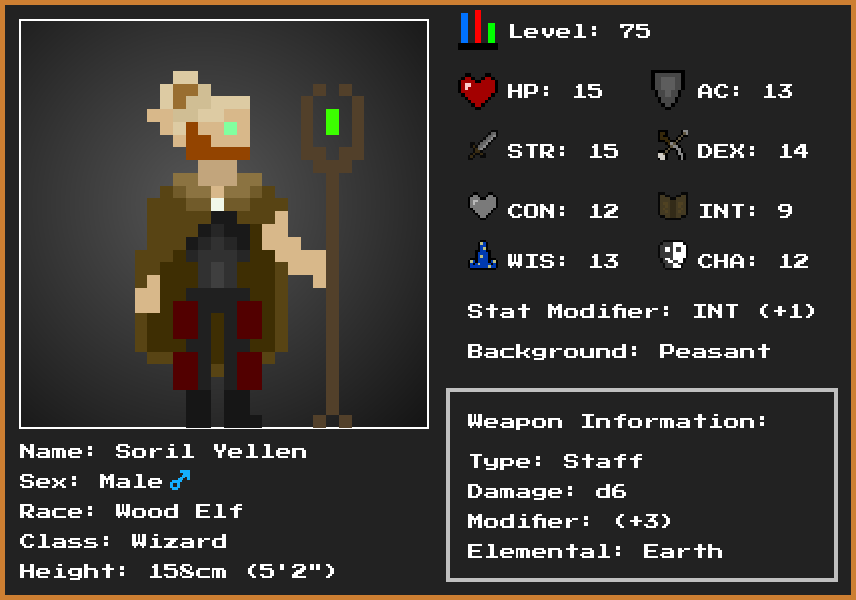 Level: 75
HP: 15 AC: 13
STR: 15 DEX: 14
CON: 12 INT: 9
WIS: 13 CHA: 12
Stat Modifier: INT (+1)
Background: Peasant
Weapon Information:
Type: Staff
Damage: d6
Modifier: (+3)
Elemental: Earth
Name: Soril Yellen
Sex: Male ♂
Race: Wood Elf
Class: Wizard
Height: 158cm (5'2")